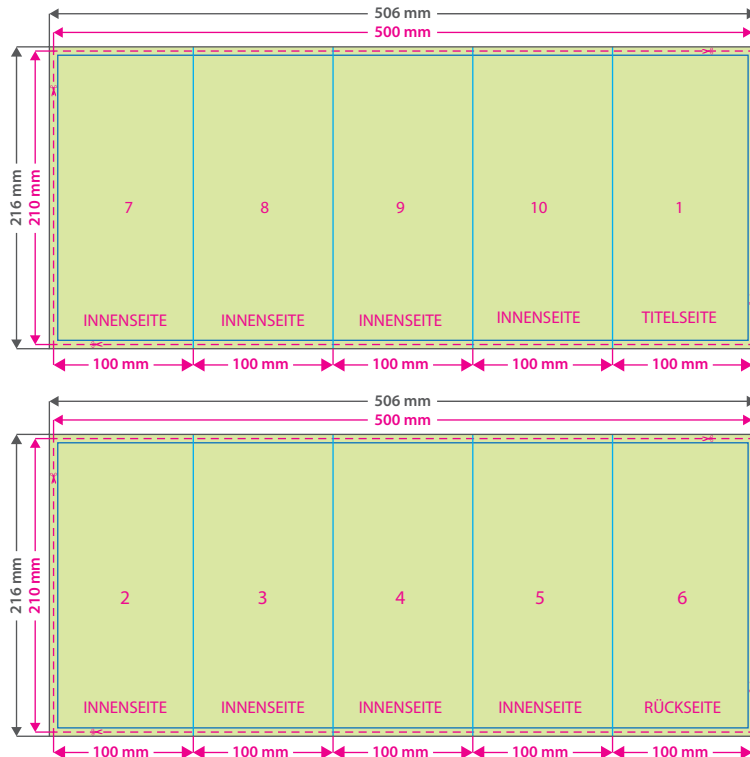 506 mm
500 mm
216 mm
210 mm
7
8
9
10
1
INNENSEITE
INNENSEITE
INNENSEITE
INNENSEITE
TITELSEITE
100 mm
100 mm
100 mm
100 mm
100 mm
506 mm
500 mm
216 mm
210 mm
2
3
4
5
6
INNENSEITE
INNENSEITE
INNENSEITE
INNENSEITE
RÜCKSEITE
100 mm
100 mm
100 mm
100 mm
100 mm